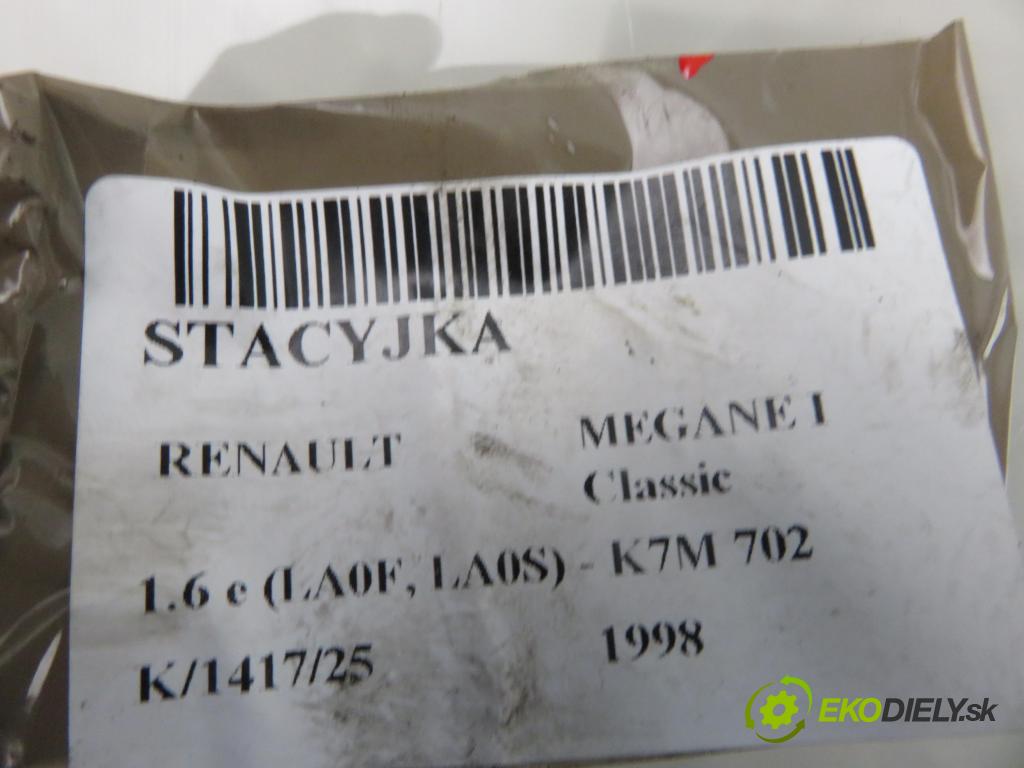 STACYJKA
RENAULT MEGANE I
Classic
1.6 e (LA0F, LA0S) - K7M 702
K/1417/25 1998
EKODIELY.sk